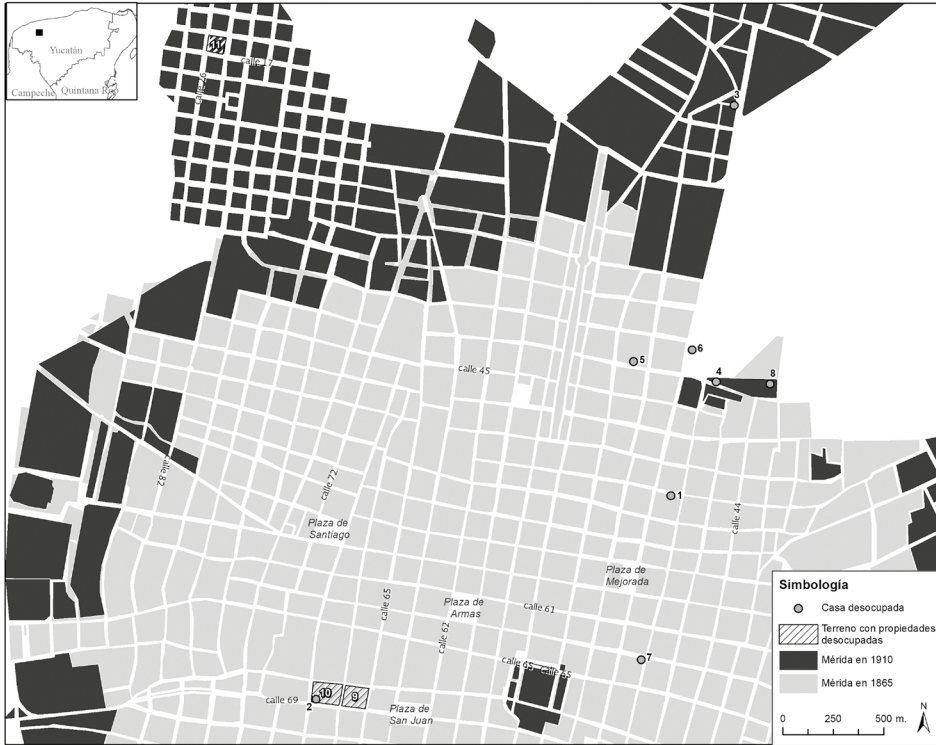 Yucatán
Campeche
Quintana R
11
calle 17
calle 26
3
6
5
calle 45
4
8
calle 82
calle 72
1
calle 44
Plaza de
Santiago
Plaza de
Mejorada
calle 65
Plaza de
Armas
calle 61
calle 62
7
calle 65
calle 65
calle 69
10
9
2
Plaza de
San Juan
Simbología
Casa desocupada
Terreno con propiedades
desocupadas
Mérida en 1910
Mérida en 1865
0 250 500 m.
N